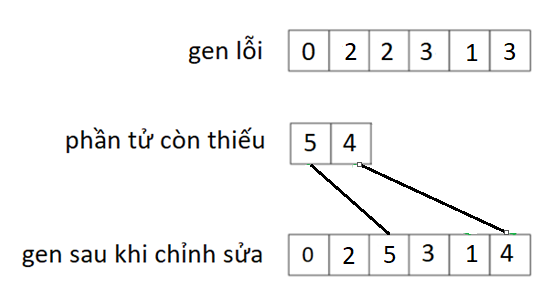 gen lỗi 0 2 2 3 1 3
phần tử còn thiếu 5 4
gen sau khi chỉnh sửa 0 2 5 3 1 4